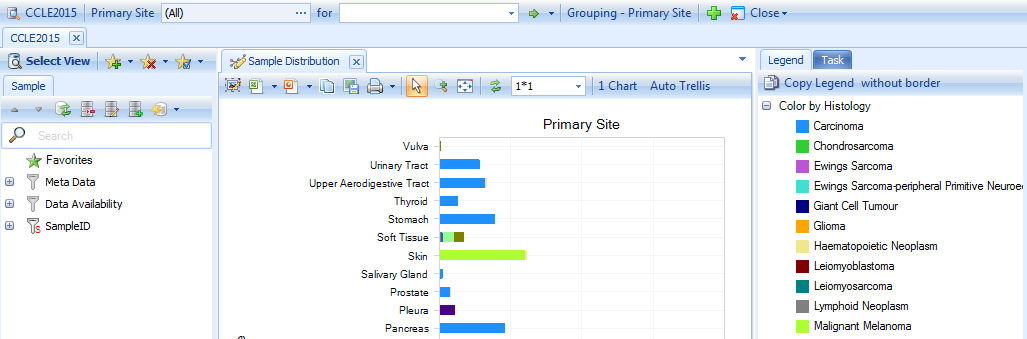 CCLE2015 Primary Site (All) ... for Grouping - Primary Site Close
CCLE2015
Select View
Sample
Search
Favorites
Meta Data
Data Availability
SampleID
Sample Distribution
1*1 1 Chart Auto Trellis
Primary Site
Vulva
Urinary Tract
Upper Aerodigestive Tract
Thyroid
Stomach
Soft Tissue
Skin
Salivary Gland
Prostate
Pleura
Pancreas
Legend Task
Copy Legend without border
Color by Histology
Carcinoma
Chondrosarcoma
Ewings Sarcoma
Ewings Sarcoma-peripheral Primitive Neuroe
Giant Cell Tumour
Glioma
Haematopoietic Neoplasm
Leiomyoblastoma
Leiomyosarcoma
Lymphoid Neoplasm
Malignant Melanoma